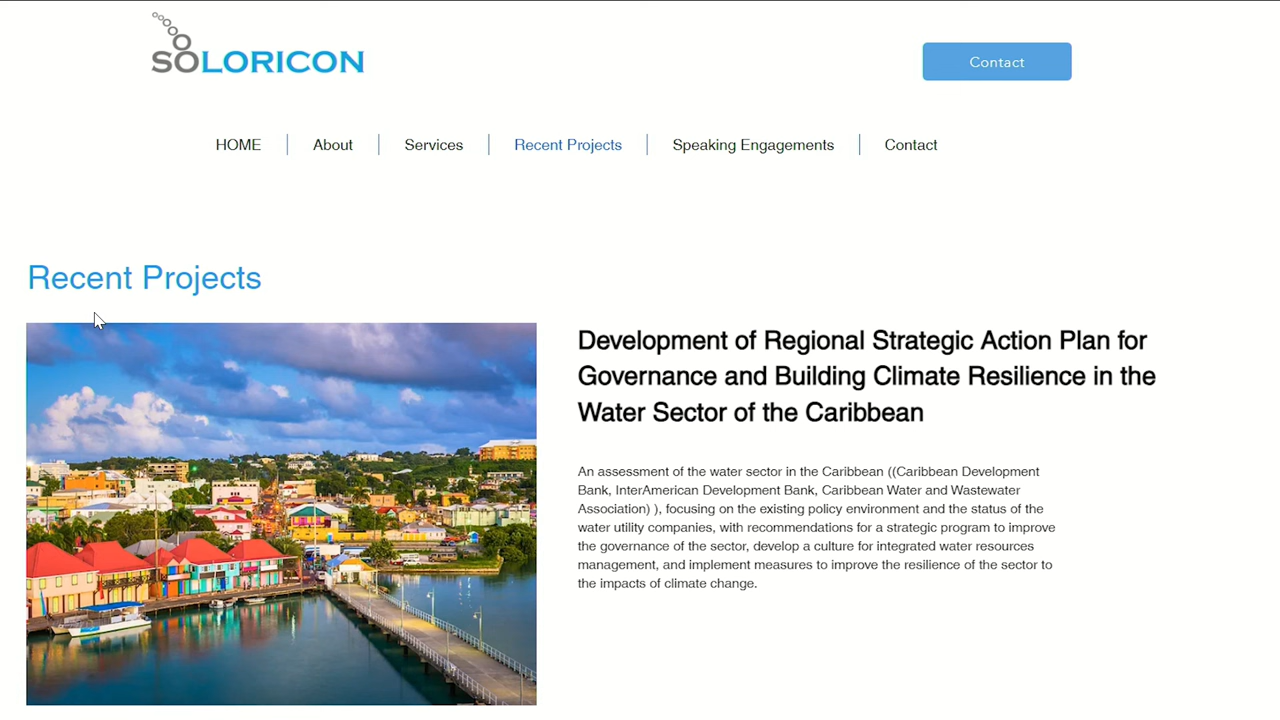 SOLORICON
Contact
HOME
About
Services
Recent Projects
Speaking Engagements
Contact
Recent Projects
Development of Regional Strategic Action Plan for
Governance and Building Climate Resilience in the
Water Sector of the Caribbean
An assessment of the water sector in the Caribbean ((Caribbean Development
Bank, InterAmerican Development Bank, Caribbean Water and Wastewater
Association) ), focusing on the existing policy environment and the status of the
water utility companies, with recommendations for a strategic program to improve
the governance of the sector, develop a culture for integrated water resources
management, and implement measures to improve the resilience of the sector to
the impacts of climate change.